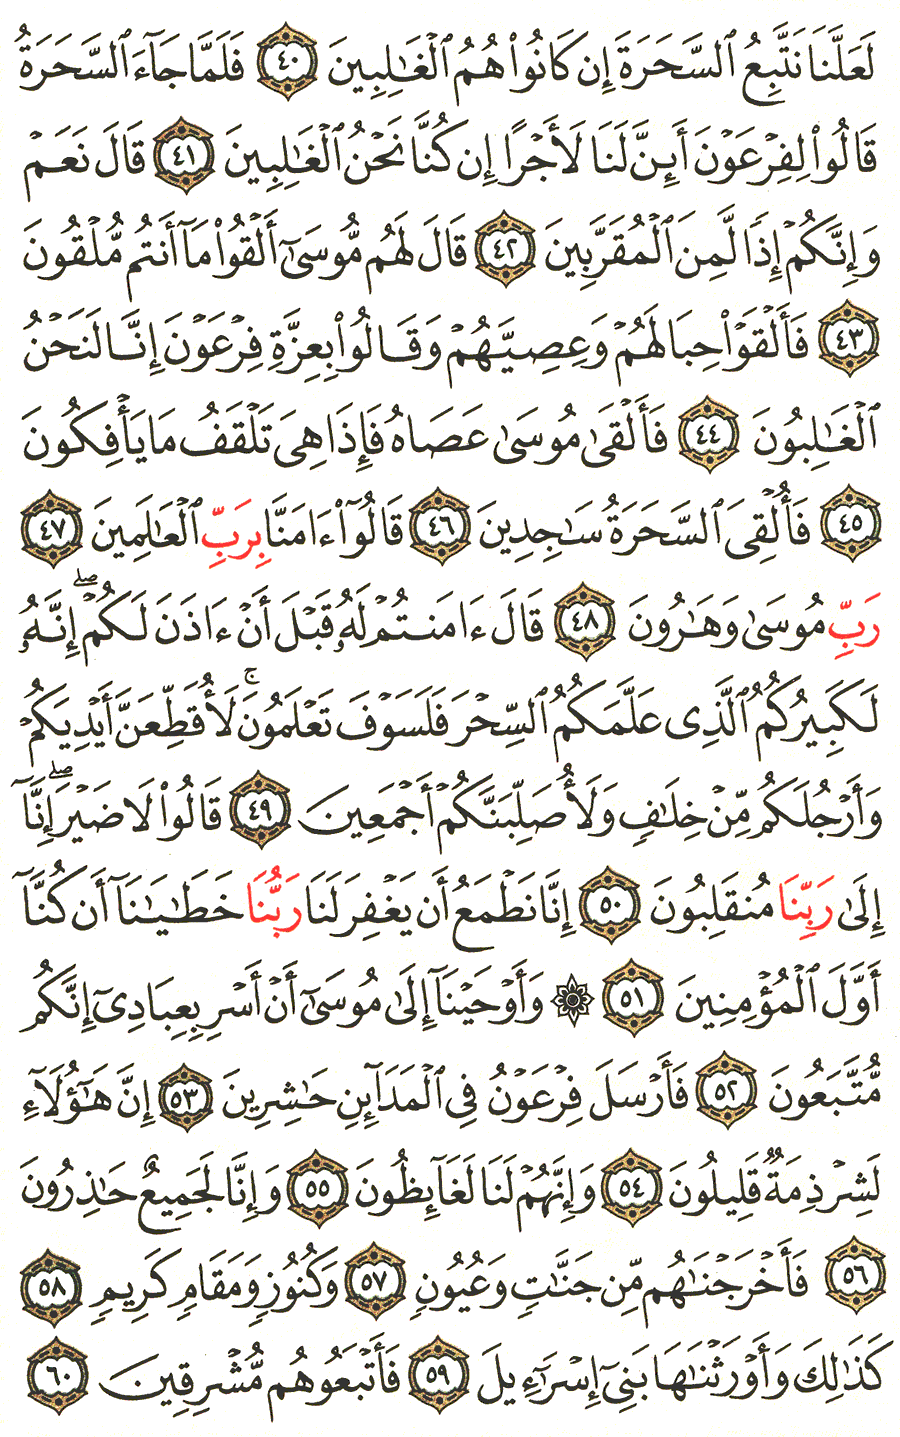 لَعَلَّنَا نَتَّبِعُ ٱلسَّحَرَةَ إِن كَانُوا۟ هُمُ ٱلْغَٰلِبِينَ ٤٠ فَلَمَّا جَآءَ ٱلسَّحَرَةُ
قَالُوا۟ لِفِرْعَوْنَ أَئِنَّ لَنَا لَأَجْرًا إِن كُنَّا نَحْنُ ٱلْغَٰلِبِينَ ٤١ قَالَ نَعَمْ
وَإِنَّكُمْ إِذًا لَّمِنَ ٱلْمُقَرَّبِينَ ٤٢ قَالَ لَهُم مُّوسَىٰٓ أَلْقُوا۟ مَآ أَنتُم مُّلْقُونَ
٤٣ فَأَلْقَوْا۟ حِبَالَهُمْ وَعِصِيَّهُمْ وَقَالُوا۟ بِعِزَّةِ فِرْعَوْنَ إِنَّا لَنَحْنُ
ٱلْغَٰلِبُونَ ٤٤ فَأَلْقَىٰ مُوسَىٰ عَصَاهُ فَإِذَا هِىَ تَلْقَفُ مَا يَأْفِكُونَ
٤٥ فَأُلْقِىَ ٱلسَّحَرَةُ سَٰجِدِينَ ٤٦ قَالُوٓا۟ ءَامَنَّا بِرَبِّ ٱلْعَٰلَمِينَ ٤٧
رَبِّ مُوسَىٰ وَهَٰرُونَ ٤٨ قَالَ ءَامَنتُمْ لَهُۥ قَبْلَ أَنْ ءَاذَنَ لَكُمْ ۖ إِنَّهُۥ
لَكَبِيرُكُمُ ٱلَّذِى عَلَّمَكُمُ ٱلسِّحْرَ فَلَسَوْفَ تَعْلَمُونَ ۚ لَأُقَطِّعَنَّ أَيْدِيَكُمْ
وَأَرْجُلَكُم مِّنْ خِلَٰفٍ وَلَأُصَلِّبَنَّكُمْ أَجْمَعِينَ ٤٩ قَالُوا۟ لَا ضَيْرَ ۖ إِنَّآ
إِلَىٰ رَبِّنَا مُنقَلِبُونَ ٥٠ إِنَّا نَطْمَعُ أَن يَغْفِرَ لَنَا رَبُّنَا خَطَٰيَٰنَآ أَن كُنَّآ
أَوَّلَ ٱلْمُؤْمِنِينَ ٥١ ۞ وَأَوْحَيْنَآ إِلَىٰ مُوسَىٰٓ أَنْ أَسْرِ بِعِبَادِىٓ إِنَّكُم
مُّتَّبَعُونَ ٥٢ فَأَرْسَلَ فِرْعَوْنُ فِى ٱلْمَدَآئِنِ حَٰشِرِينَ ٥٣ إِنَّ هَٰٓؤُلَآءِ
لَشِرْذِمَةٌ قَلِيلُونَ ٥٤ وَإِنَّهُمْ لَنَا لَغَآئِظُونَ ٥٥ وَإِنَّا لَجَمِيعٌ حَٰذِرُونَ
٥٦ فَأَخْرَجْنَٰهُم مِّن جَنَّٰتٍ وَعُيُونٍ ٥٧ وَكُنُوزٍ وَمَقَامٍ كَرِيمٍ ٥٨
كَذَٰلِكَ وَأَوْرَثْنَٰهَا بَنِىٓ إِسْرَٰٓءِيلَ ٥٩ فَأَتْبَعُوهُم مُّشْرِقِينَ ٦٠